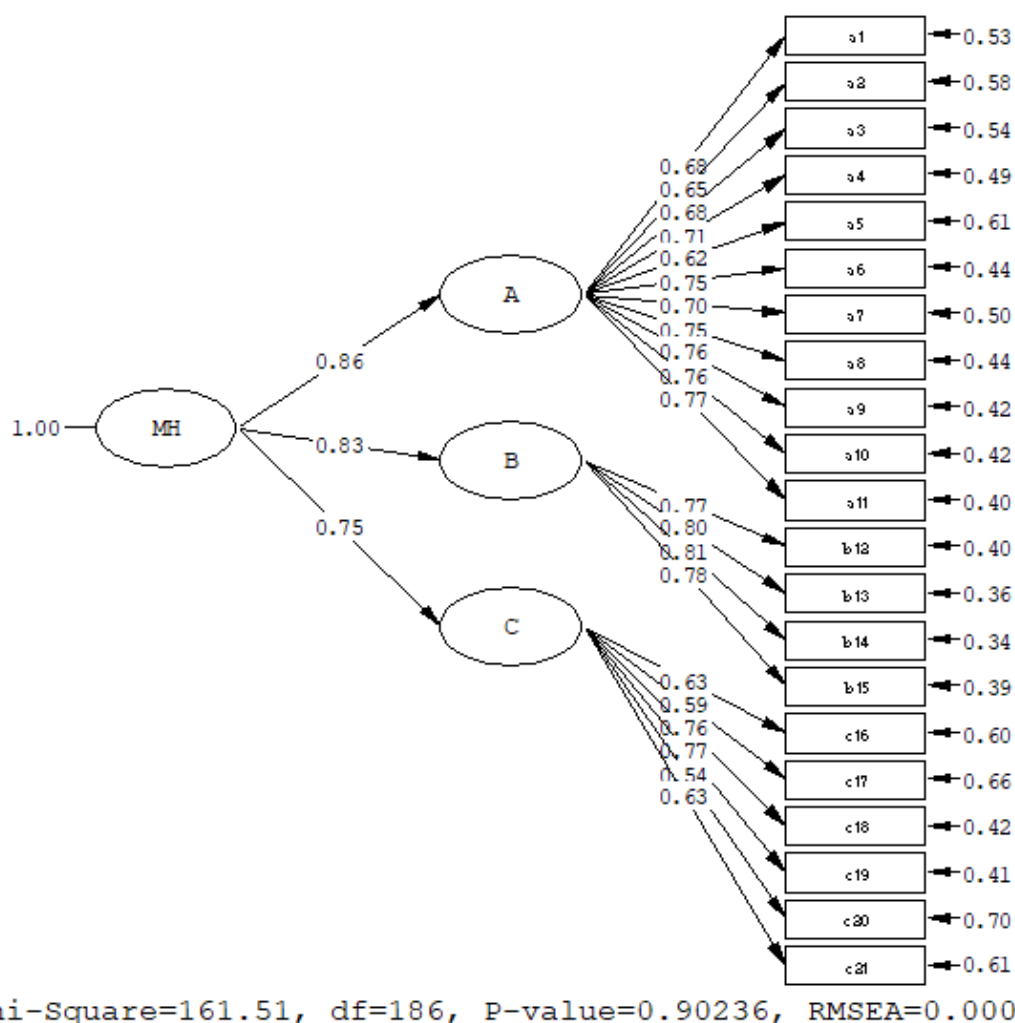 a1
0.53
a2
0.58
a3
0.54
0.68
a4
0.49
0.65
0.68
a5
0.61
0.71
0.62
a6
0.44
0.75
A
0.70
a7
0.50
0.75
0.76
a8
0.44
0.86
0.76
0.77
a9
0.42
1.00
MH
0.83
a10
0.42
B
a11
0.40
0.77
0.80
0.75
b12
0.40
0.81
0.78
b13
0.36
C
b14
0.34
0.63
b15
0.39
0.59
0.76
c16
0.60
0.77
0.54
c17
0.66
0.63
c18
0.42
c19
0.41
c20
0.70
c21
0.61
hi-Square=161.51, df=186, P-value=0.90236, RMSEA=0.000